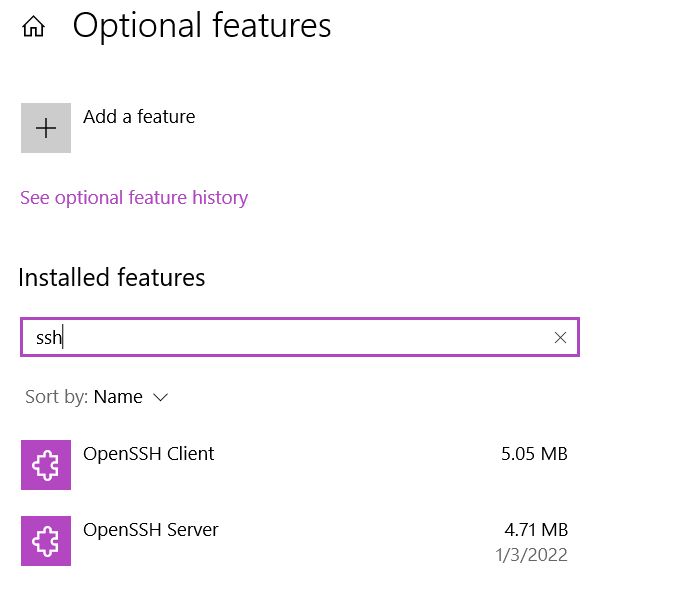 Optional features
Add a feature
See optional feature history
Installed features
ssh
Sort by: Name
OpenSSH Client 5.05 MB
OpenSSH Server 4.71 MB
1/3/2022